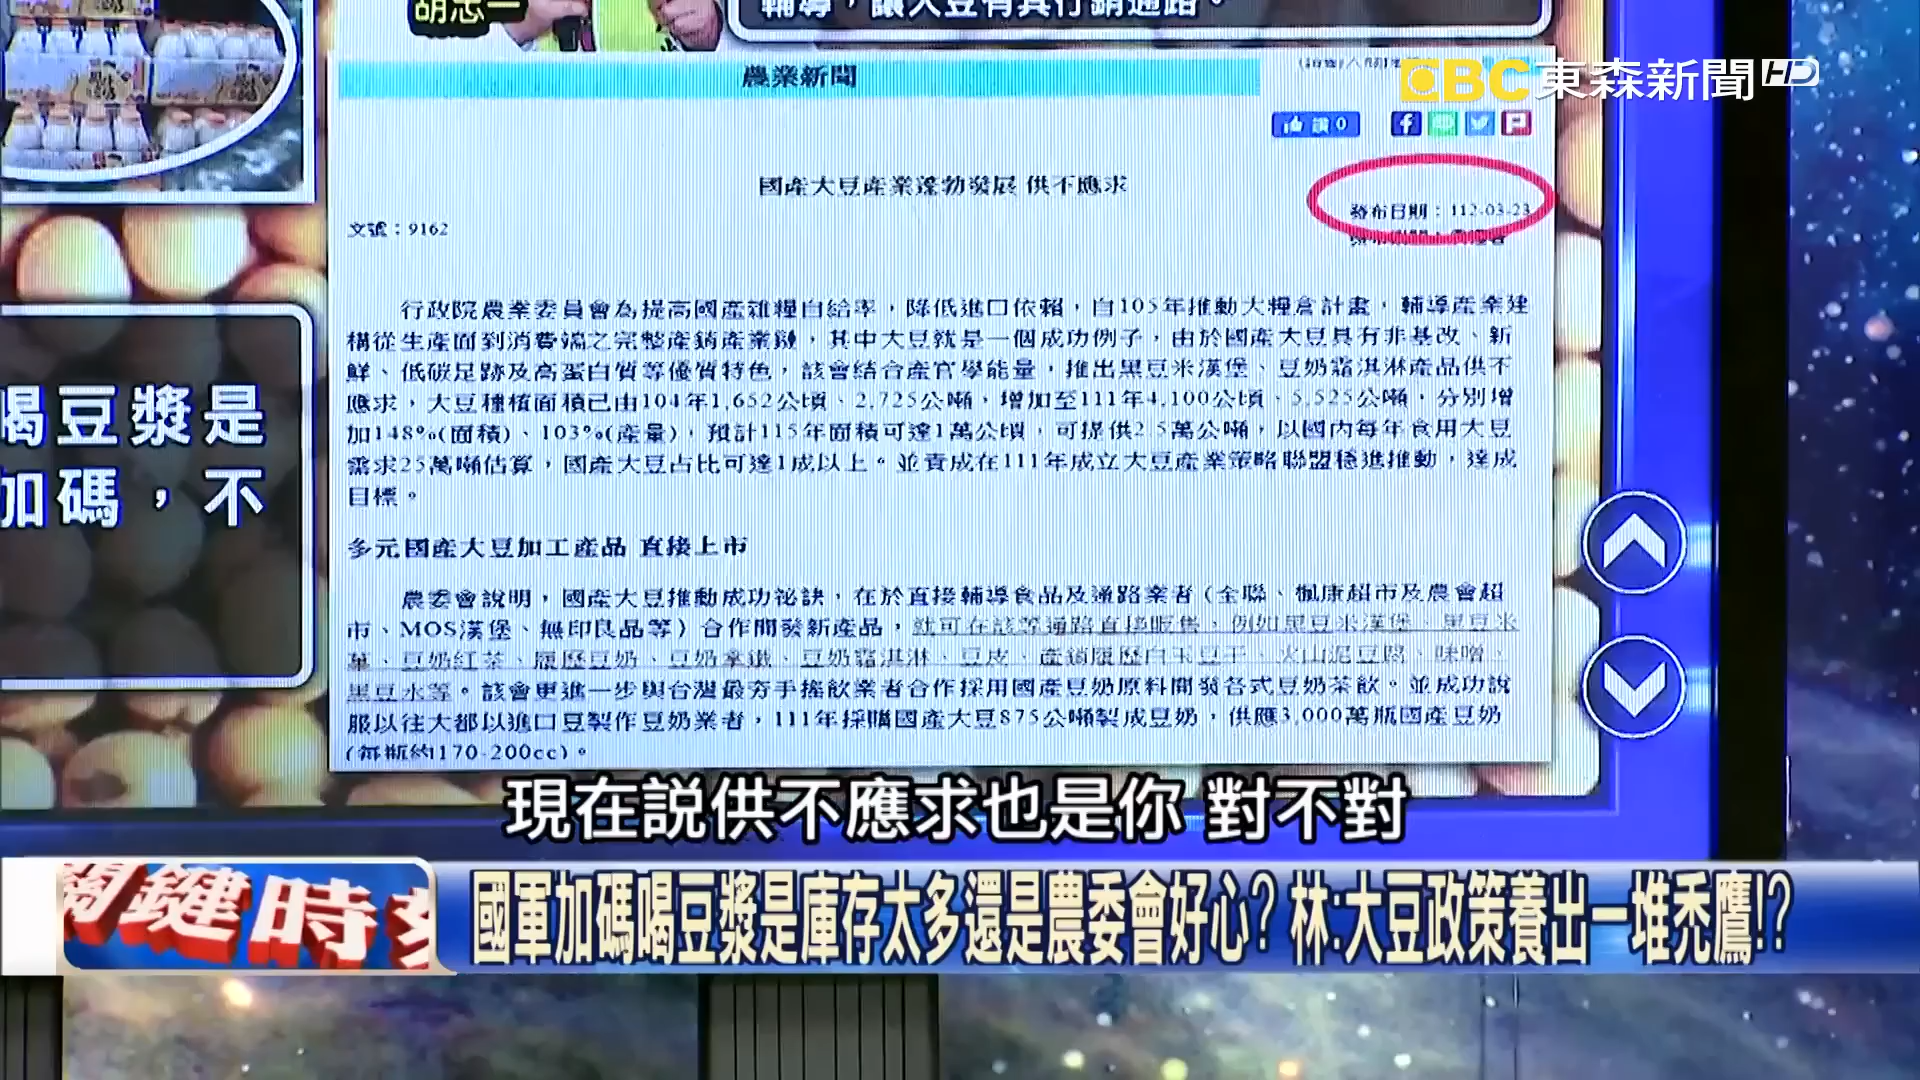 胡志一
輔導，讓大豆有其行銷通路。
EBC東森新聞HD
農業新聞
讚 0
國產大豆產業蓬勃發展 供不應求
發布日期：112-03-23
文號：9162
行政院農業委員會為提高國產雜糧自給率，降低進口依賴，自105年推動大糧倉計畫，輔導產業建
構從生產面到消費端之完整產銷產業鏈，其中大豆就是一個成功例子，由於國產大豆具有非基改、新
鮮、低碳足跡及高蛋白質等優質特色，該會結合產官學能量，推出黑豆米漢堡、豆奶霜淇淋產品供不
應求，大豆種植面積已由104年1,652公頃、2,725公噸，增加至111年4,100公頃、5,525公噸，分別增
加148%(面積)、103%(產量)，預計115年面積可達1萬公頃，可提供2.5萬公噸，以國內每年食用大豆
需求25萬噸估算，國產大豆占比可達1成以上。並責成在111年成立大豆產業策略聯盟穩進推動，達成
目標。
多元國產大豆加工產品 直接上市
農委會說明，國產大豆推動成功祕訣，在於直接輔導食品及通路業者（全聯、楓康超市及農會超
市、MOS漢堡、無印良品等）合作開發新產品，就可在該等通路直接販售，例如黑豆米漢堡、黑豆米
菓、豆奶紅茶、履歷豆奶、豆奶拿鐵、豆奶霜淇淋、豆皮、產銷履歷白玉豆干、火山泥豆腐、味噌、
黑豆水等。該會更進一步與台灣最夯手搖飲業者合作採用國產豆奶原料開發各式豆奶茶飲。並成功說
服以往大都以進口豆製作豆奶業者，111年採購國產大豆875公噸製成豆奶，供應3,000萬瓶國產豆奶
(每瓶約170-200cc)。
喝豆漿是
加碼，不
現在說供不應求也是你 對不對
關鍵時刻
國軍加碼喝豆漿是庫存太多還是農委會好心？林:大豆政策養出一堆禿鷹!?